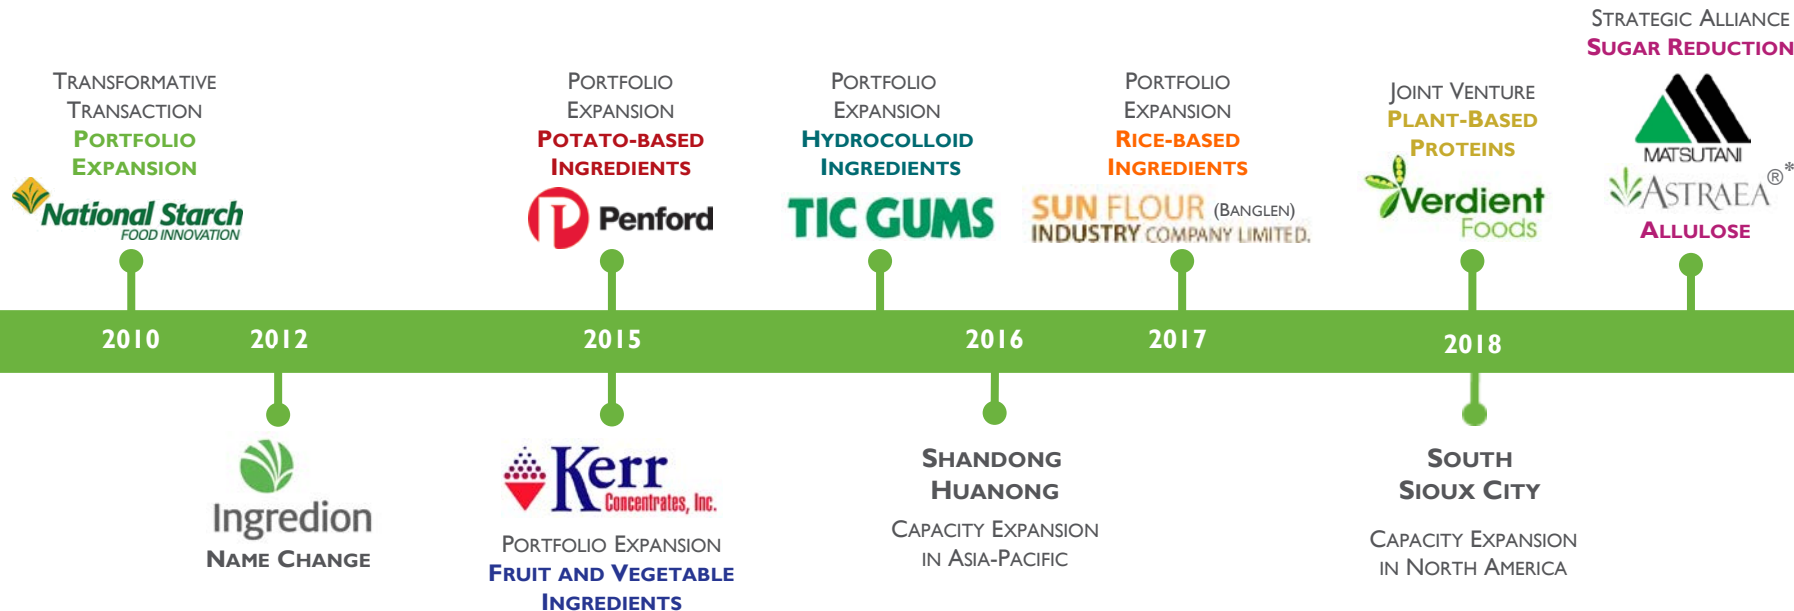 TRANSFORMATIVE
TRANSACTION
PORTFOLIO
EXPANSION
National Starch
FOOD INNOVATION
PORTFOLIO
EXPANSION
POTATO-BASED
INGREDIENTS
Penford
PORTFOLIO
EXPANSION
HYDROCOLLOID
INGREDIENTS
TIC GUMS
PORTFOLIO
EXPANSION
RICE-BASED
INGREDIENTS
SUN FLOUR (BANGLEN)
INDUSTRY COMPANY LIMITED.
JOINT VENTURE
PLANT-BASED
PROTEINS
Verdient
Foods
STRATEGIC ALLIANCE
SUGAR REDUCTION
MATSUTANI
ASTRAEA®*
ALLULOSE
2010 2012 2015 2016 2017 2018
Ingredion
NAME CHANGE
Kerr
Concentrates, Inc.
PORTFOLIO EXPANSION
FRUIT AND VEGETABLE
INGREDIENTS
SHANDONG
HUANONG
CAPACITY EXPANSION
IN ASIA-PACIFIC
SOUTH
SIOUX CITY
CAPACITY EXPANSION
IN NORTH AMERICA